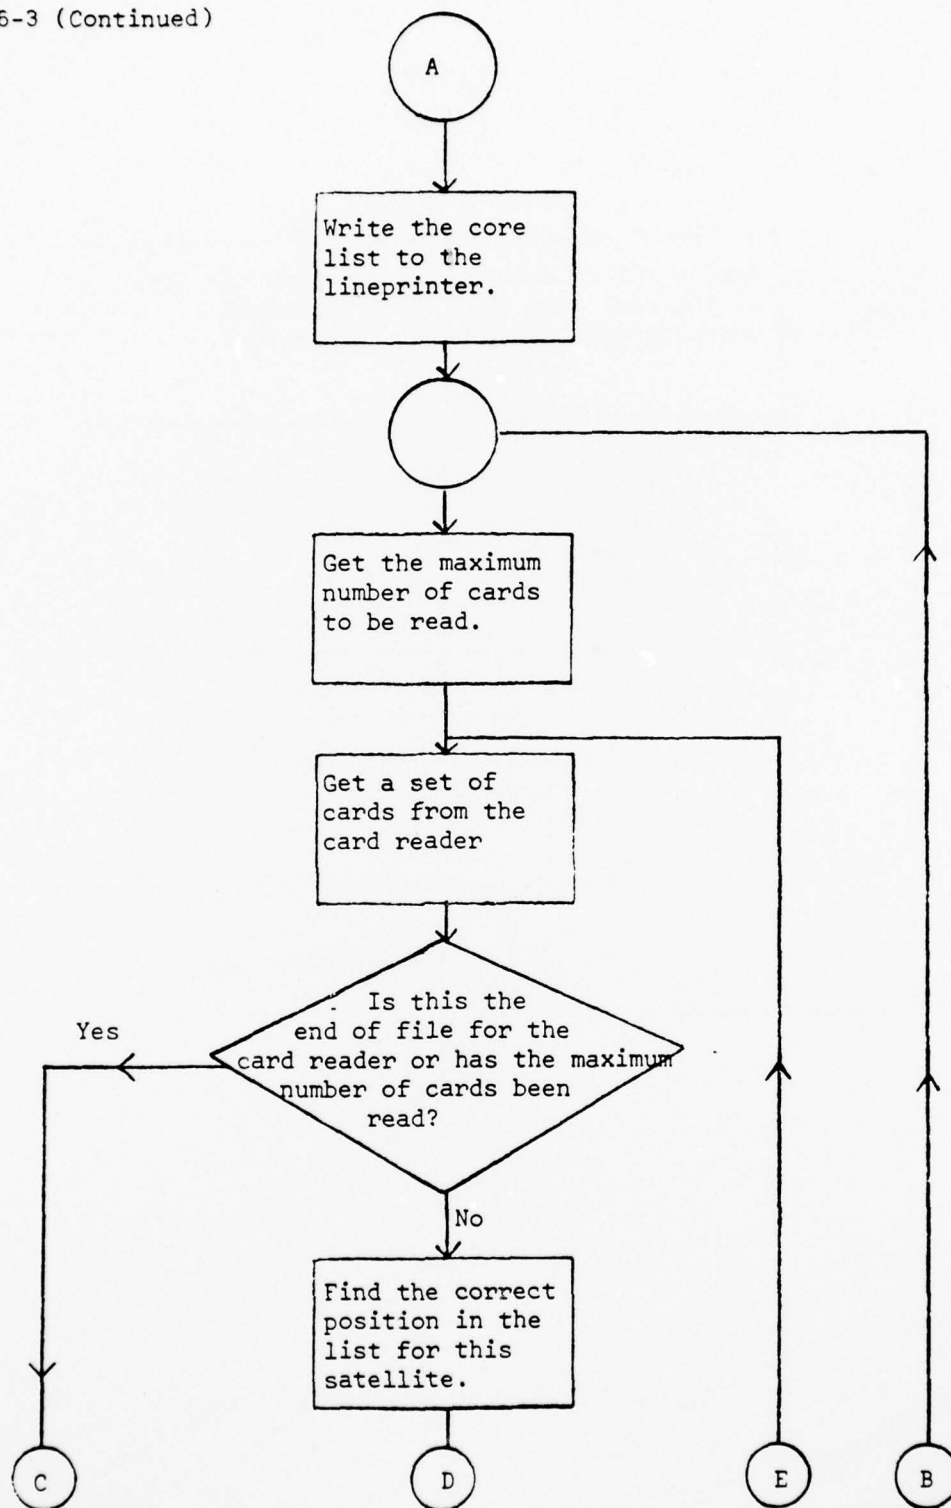 6-3 (Continued)
A
Write the core
list to the
lineprinter.
Get the maximum
number of cards
to be read.
Get a set of
cards from the
card reader
Is this the
end of file for the
card reader or has the maximum
number of cards been
read?
Yes
No
Find the correct
position in the
list for this
satellite.
C
D
E
B